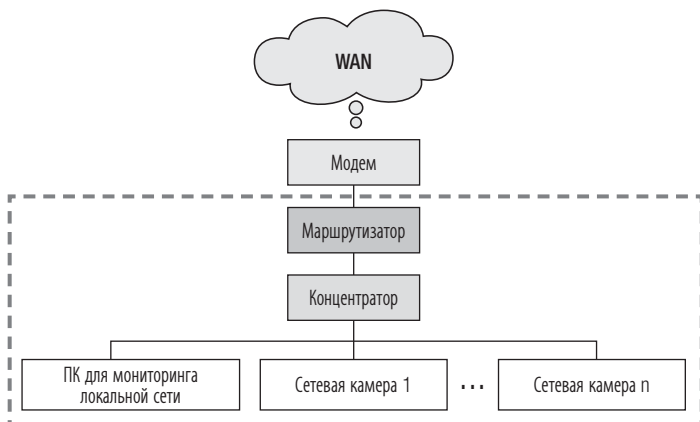 WAN
Модем
Маршрутизатор
Концентратор
ПК для мониторинга
локальной сети
Сетевая камера 1
...
Сетевая камера n